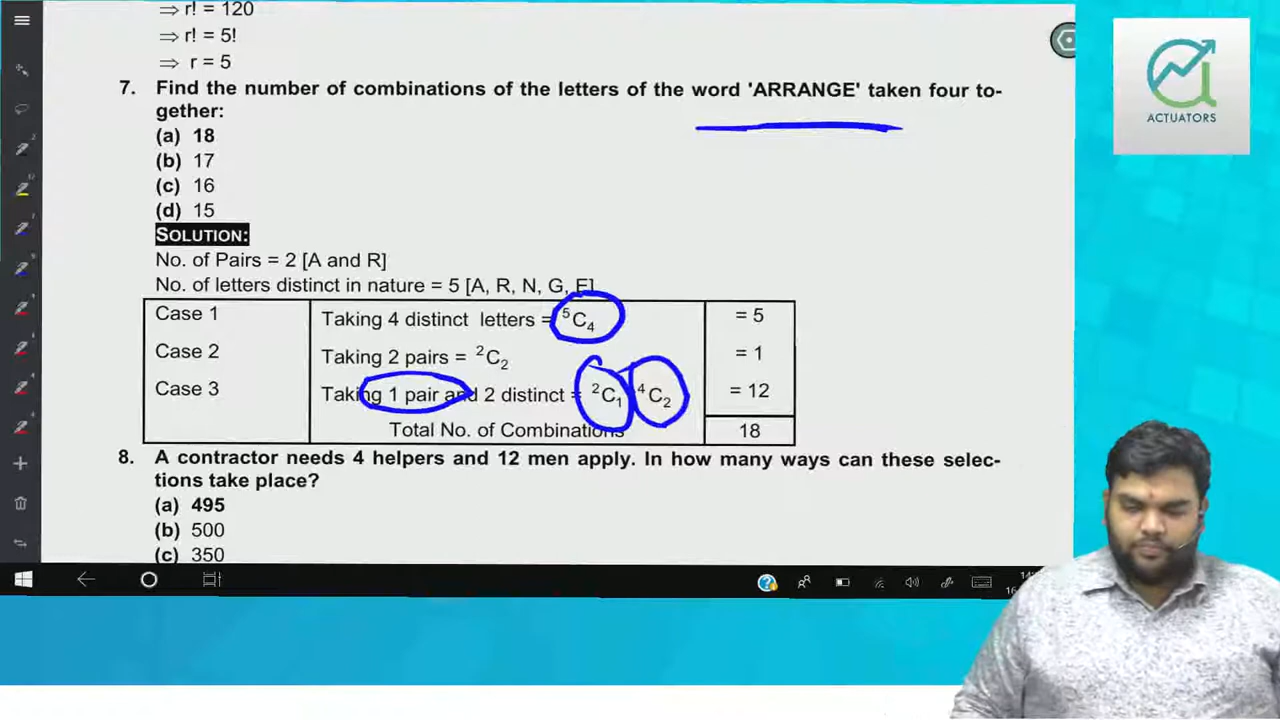 ⇒ r! = 120
⇒ r! = 5!
⇒ r = 5
7. Find the number of combinations of the letters of the word 'ARRANGE' taken four to-
gether:
(a) 18
(b) 17
(c) 16
(d) 15
SOLUTION:
No. of Pairs = 2 [A and R]
No. of letters distinct in nature = 5 [A, R, N, G, E]
Case 1 Taking 4 distinct letters = ⁵C₄ = 5
Case 2 Taking 2 pairs = ²C₂ = 1
Case 3 Taking 1 pair and 2 distinct = ²C₁ ⁴C₂ = 12
Total No. of Combinations 18
8. A contractor needs 4 helpers and 12 men apply. In how many ways can these selec-
tions take place?
(a) 495
(b) 500
(c) 350
ACTUATORS